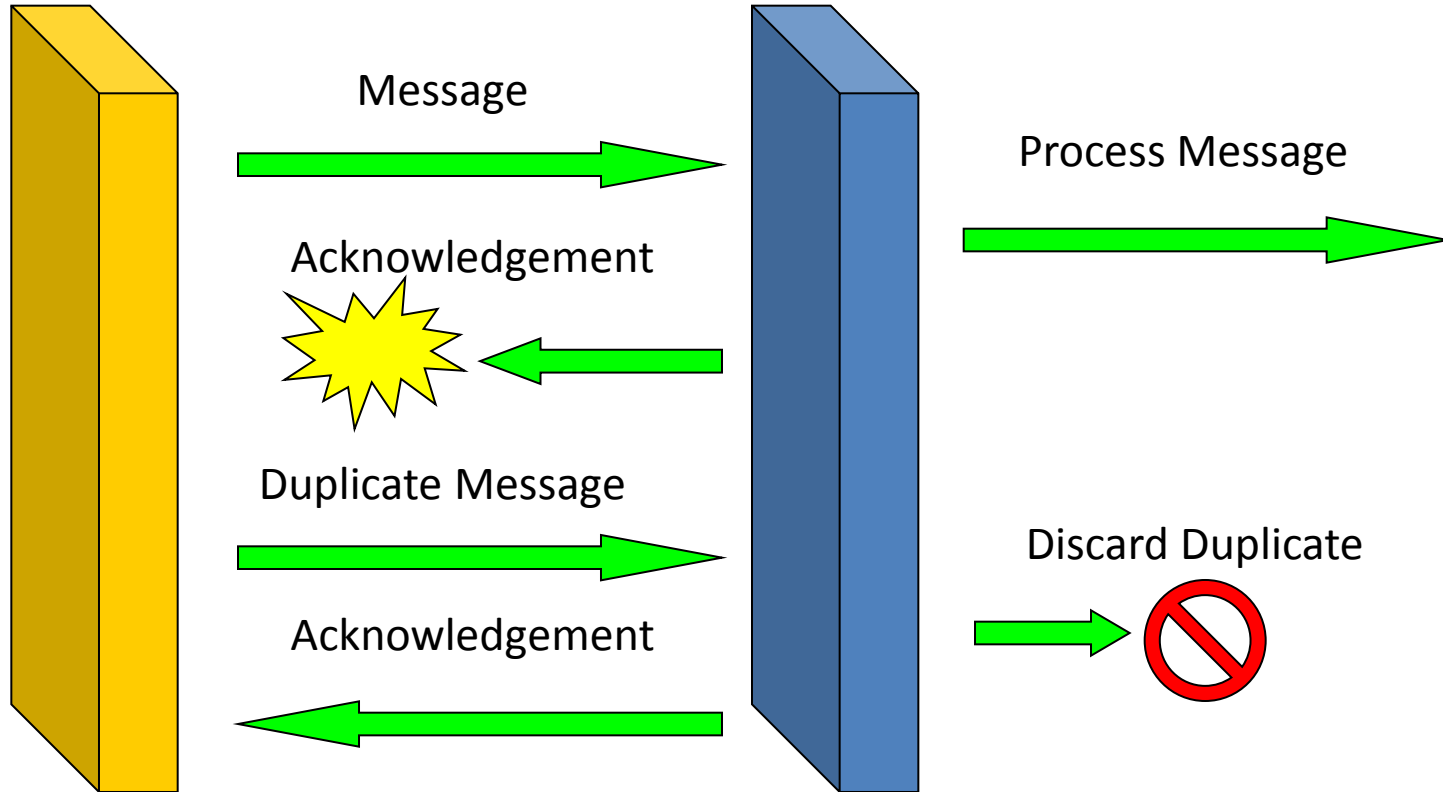 Message
Process Message
Acknowledgement
Duplicate Message
Discard Duplicate
Acknowledgement